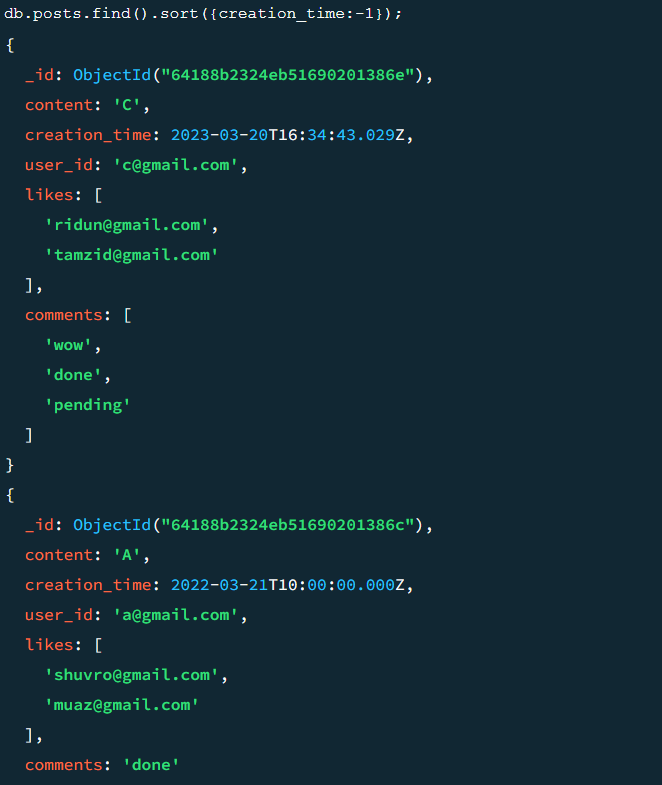 db.posts.find().sort({creation_time:-1});
{
_id: ObjectId("64188b2324eb51690201386e"),
content: 'C',
creation_time: 2023-03-20T16:34:43.029Z,
user_id: 'c@gmail.com',
likes: [
'ridun@gmail.com',
'tamzid@gmail.com'
],
comments: [
'wow',
'done',
'pending'
]
}
{
_id: ObjectId("64188b2324eb51690201386c"),
content: 'A',
creation_time: 2022-03-21T10:00:00.000Z,
user_id: 'a@gmail.com',
likes: [
'shuvro@gmail.com',
'muaz@gmail.com'
],
comments: 'done'